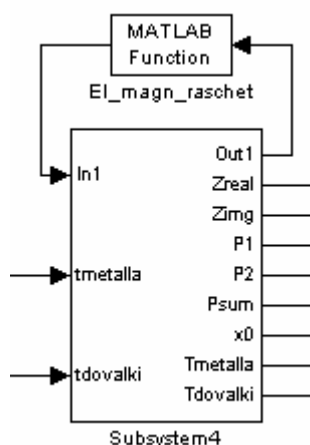 MATLAB
Function
El_magn_raschet
Out1
In1
Zreal
Zimg
P1
tmetalla
P2
Psum
x0
Tmetalla
tdovalki
Tdovalki
Subsystem4